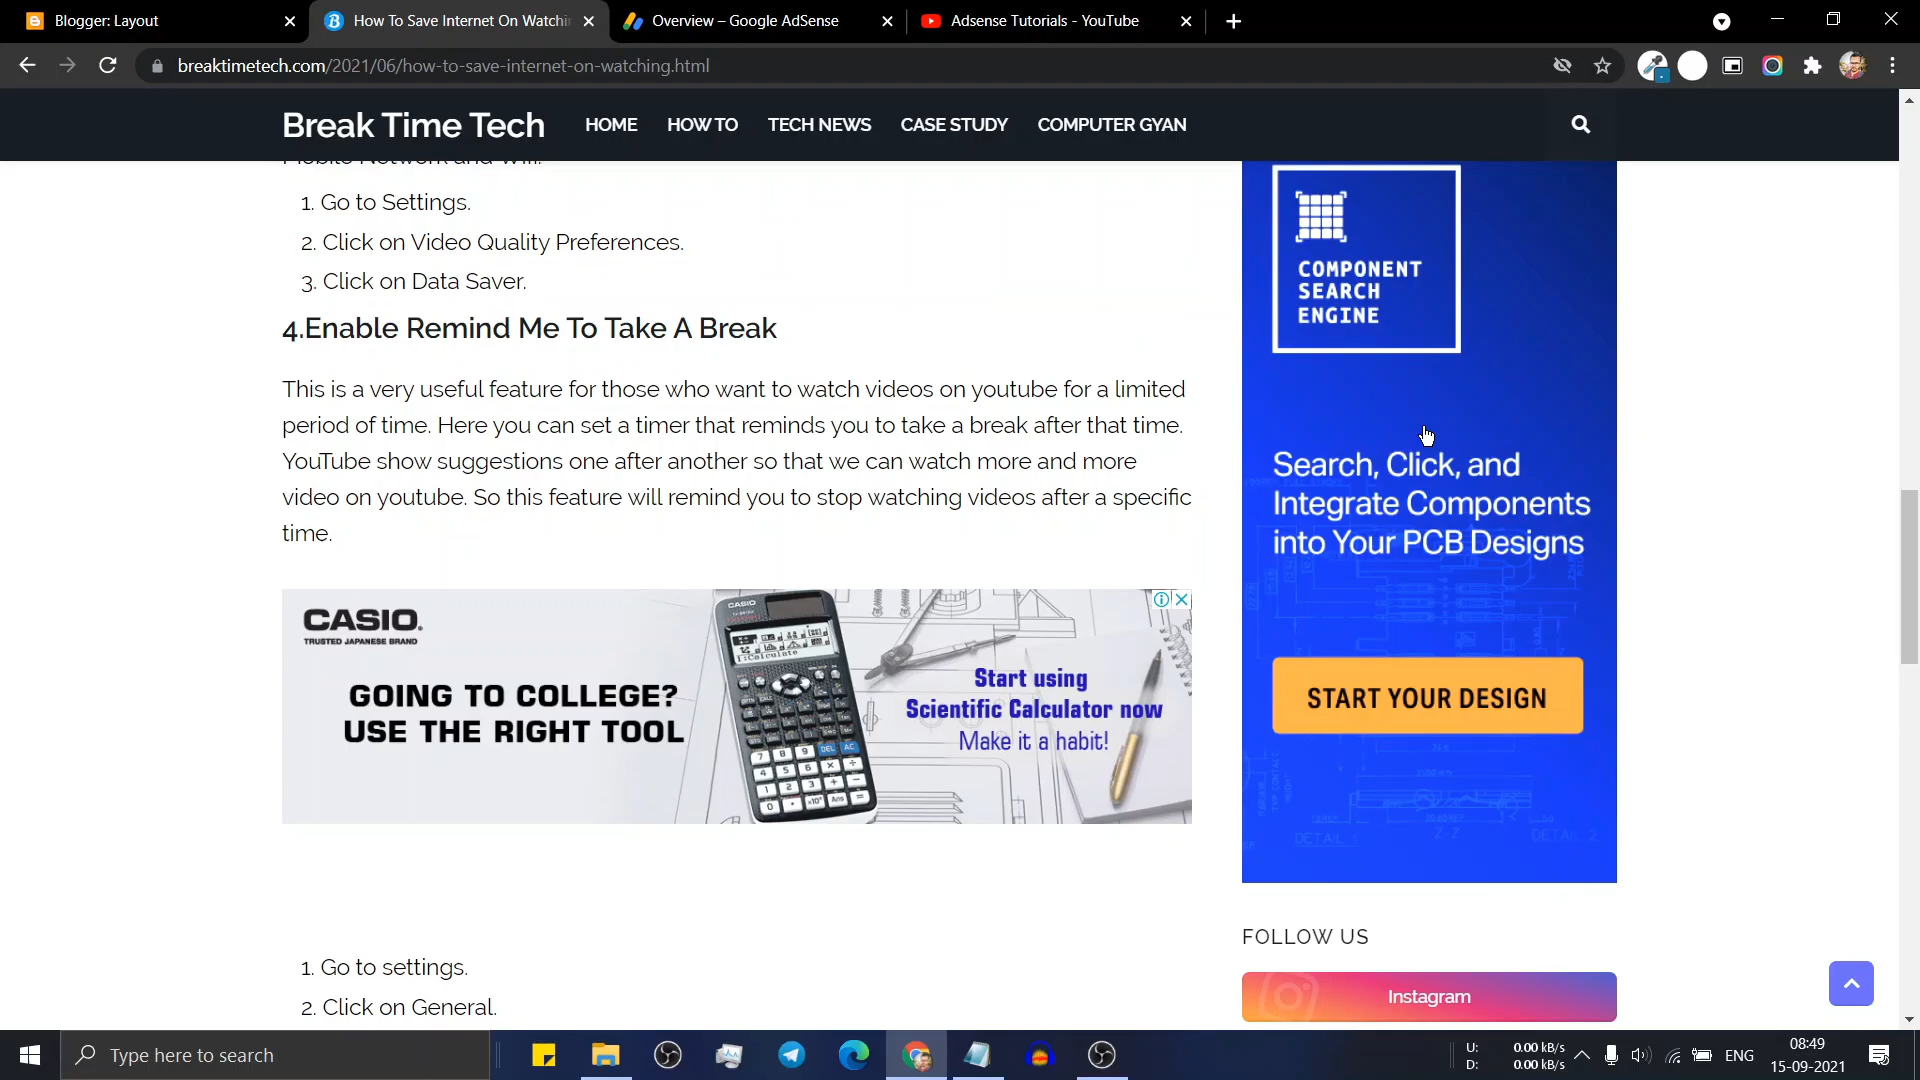 Blogger: Layout
How To Save Internet On Watchi
Overview – Google AdSense
Adsense Tutorials - YouTube
breaktimetech.com/2021/06/how-to-save-internet-on-watching.html
Break Time Tech
HOME
HOW TO
TECH NEWS
CASE STUDY
COMPUTER GYAN
1. Go to Settings.
2. Click on Video Quality Preferences.
3. Click on Data Saver.
4.Enable Remind Me To Take A Break
This is a very useful feature for those who want to watch videos on youtube for a limited
period of time. Here you can set a timer that reminds you to take a break after that time.
YouTube show suggestions one after another so that we can watch more and more
video on youtube. So this feature will remind you to stop watching videos after a specific
time.
CASIO.
TRUSTED JAPANESE BRAND
GOING TO COLLEGE?
USE THE RIGHT TOOL
CASIO
Start using
Scientific Calculator now
Make it a habit!
1. Go to settings.
2. Click on General.
COMPONENT
SEARCH
ENGINE
Search, Click, and
Integrate Components
into Your PCB Designs
START YOUR DESIGN
DETAIL 1
Z-Z
DETAIL 2
FOLLOW US
Instagram
Type here to search
U: 0.00 kB/s
D: 0.00 kB/s
ENG
08:49
15-09-2021